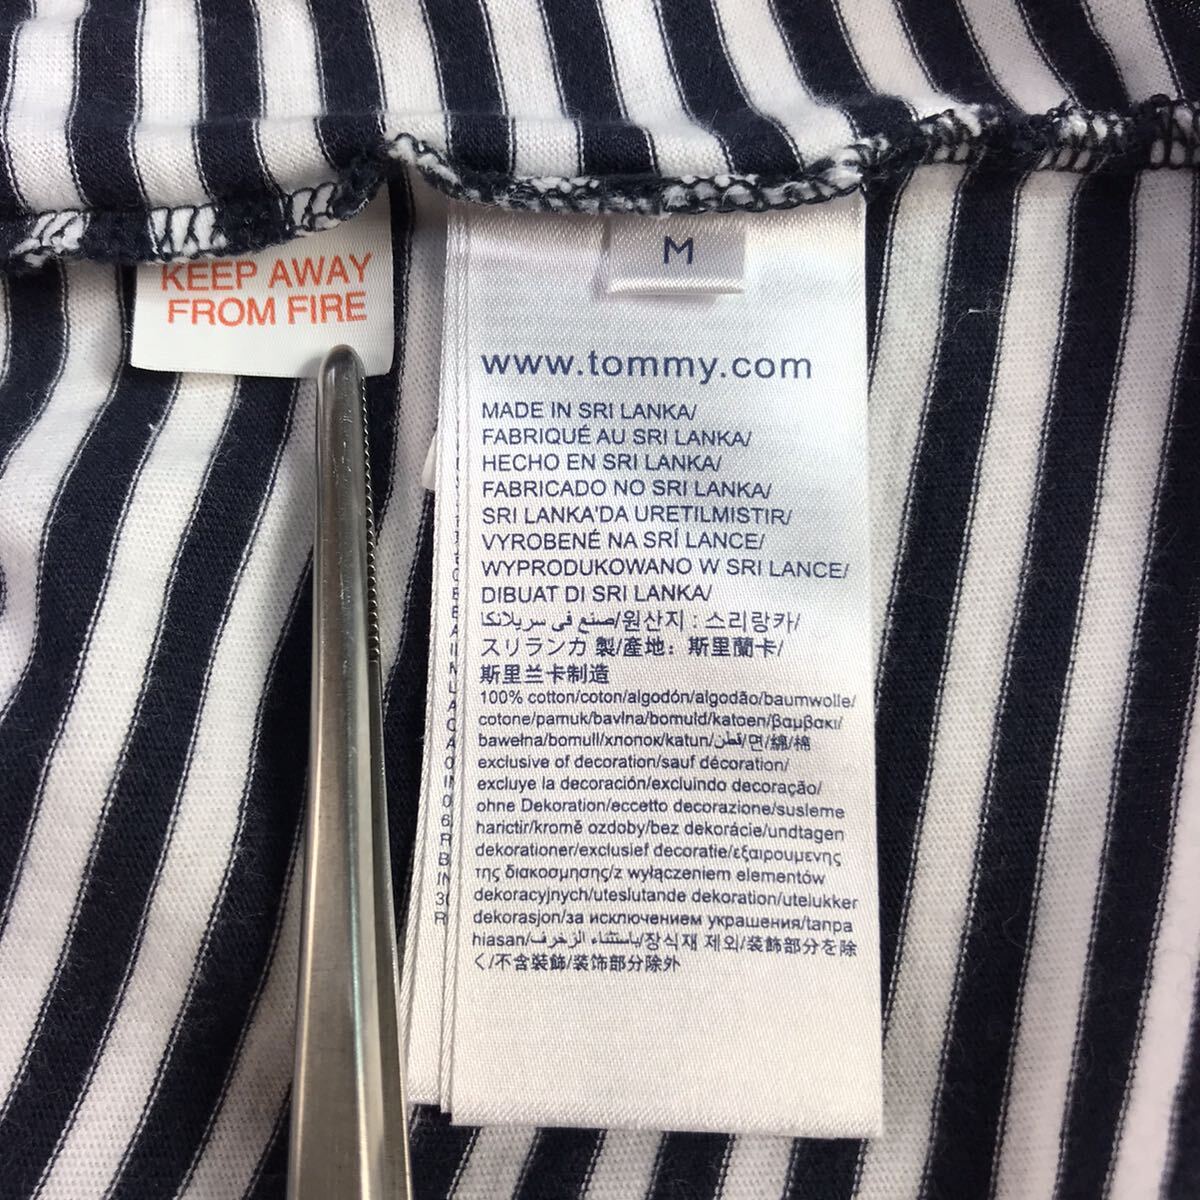 KEEP AWAY
FROM FIRE
M
www.tommy.com
MADE IN SRI LANKA/
FABRIQUÉ AU SRI LANKA/
HECHO EN SRI LANKA/
FABRICADO NO SRI LANKA/
SRI LANKA'DA URETILMISTIR/
VYROBENÉ NA SRÍ LANCE/
WYPRODUKOWANO W SRI LANCE/
DIBUAT DI SRI LANKA/
صنع في سريلانكا/원산지 : 스리랑카/
スリランカ 製/產地: 斯里蘭卡/
斯里兰卡制造
100% cotton/coton/algodón/algodão/baumwolle/
cotone/pamuk/bavlna/bomuld/katoen/βαμβακι/
bawełna/bomull/хлопок/katun/قطن/면/綿/棉
exclusive of decoration/sauf décoration/
excluye la decoración/excluindo decoração/
ohne Dekoration/eccetto decorazione/susleme
harictir/kromě ozdoby/bez dekorácie/undtagen
dekorationer/exclusief decoratie/εξαιρουμενης
της διακοσμησης/z wyłączeniem elementów
dekoracyjnych/uteslutande dekoration/utelukker
dekorasjon/за исключением украшения/tanpa
hiasan/باستثناء الزخرف/장식재 제외/装飾部分を除
く/不含裝飾/装饰部分除外